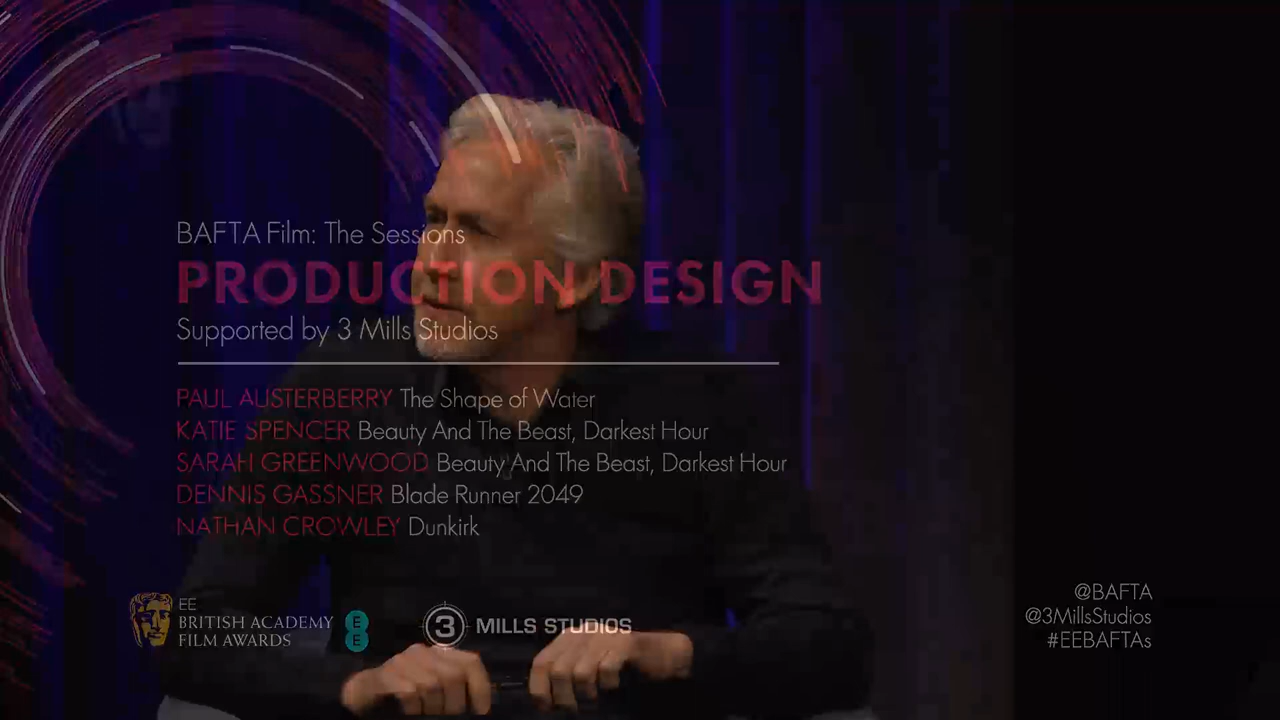 BAFTA Film: The Sessions
PRODUCTION DESIGN
Supported by 3 Mills Studios
PAUL AUSTERBERRY The Shape of Water
KATIE SPENCER Beauty And The Beast, Darkest Hour
SARAH GREENWOOD Beauty And The Beast, Darkest Hour
DENNIS GASSNER Blade Runner 2049
NATHAN CROWLEY Dunkirk
EE
BRITISH ACADEMY
FILM AWARDS
EE
3 MILLS STUDIOS
@BAFTA
@3MillsStudios
#EEBAFTAs